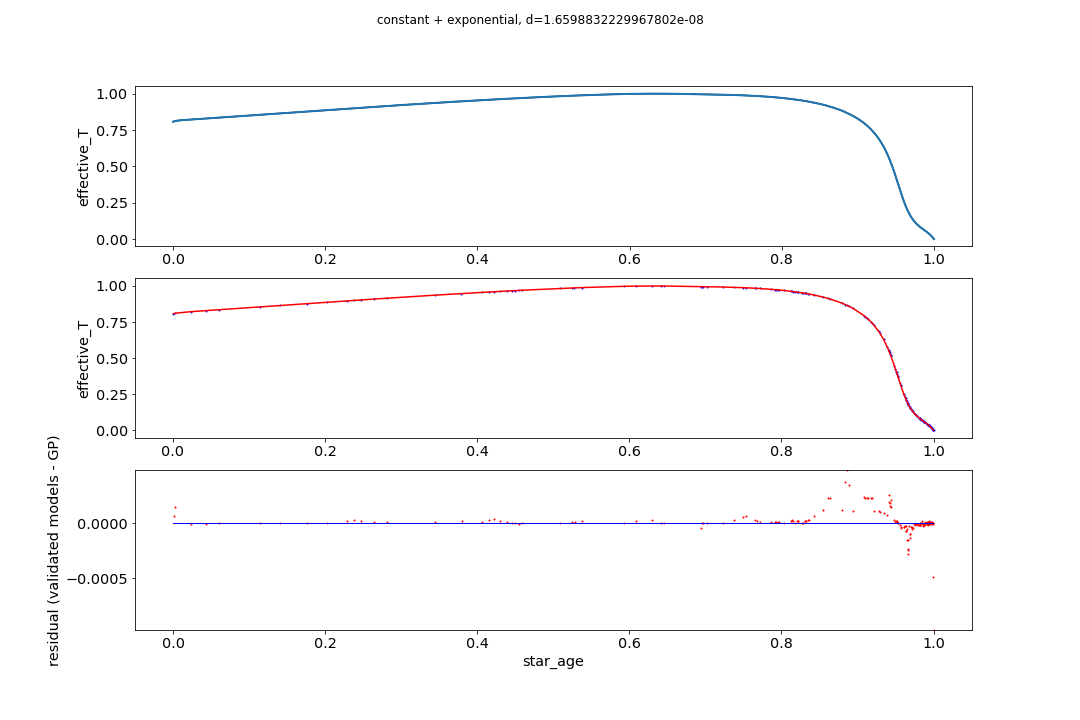 constant + exponential, d=1.6598832229967802e-08
1.00
0.75
0.50
0.25
0.00
effective_T
0.0 0.2 0.4 0.6 0.8 1.0
1.00
0.75
0.50
0.25
0.00
effective_T
0.0 0.2 0.4 0.6 0.8 1.0
0.0000
−0.0005
residual (validated models - GP)
0.0 0.2 0.4 0.6 0.8 1.0
star_age